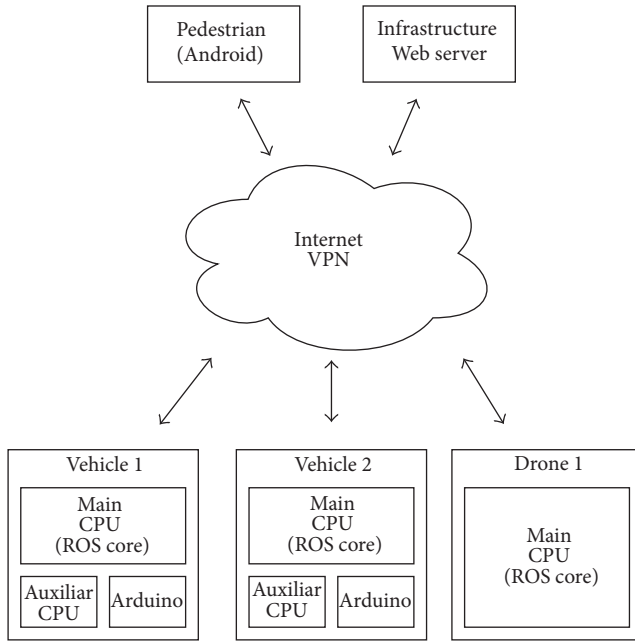 Pedestrian
(Android)
Infrastructure
Web server
Internet
VPN
Vehicle 1
Main
CPU
(ROS core)
Auxiliar
CPU
Arduino
Vehicle 2
Main
CPU
(ROS core)
Auxiliar
CPU
Arduino
Drone 1
Main
CPU
(ROS core)